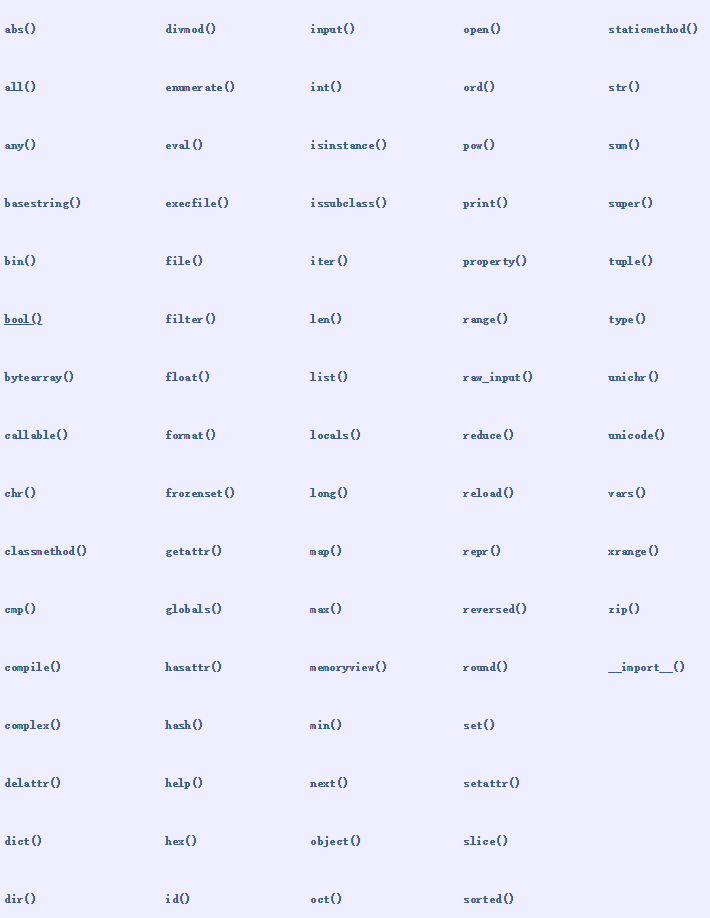 abs() divmod() input() open() staticmethod()
all() enumerate() int() ord() str()
any() eval() isinstance() pow() sum()
basestring() execfile() issubclass() print() super()
bin() file() iter() property() tuple()
bool() filter() len() range() type()
bytearray() float() list() raw_input() unichr()
callable() format() locals() reduce() unicode()
chr() frozenset() long() reload() vars()
classmethod() getattr() map() repr() xrange()
cmp() globals() max() reversed() zip()
compile() hasattr() memoryview() round() __import__()
complex() hash() min() set()
delattr() help() next() setattr()
dict() hex() object() slice()
dir() id() oct() sorted()